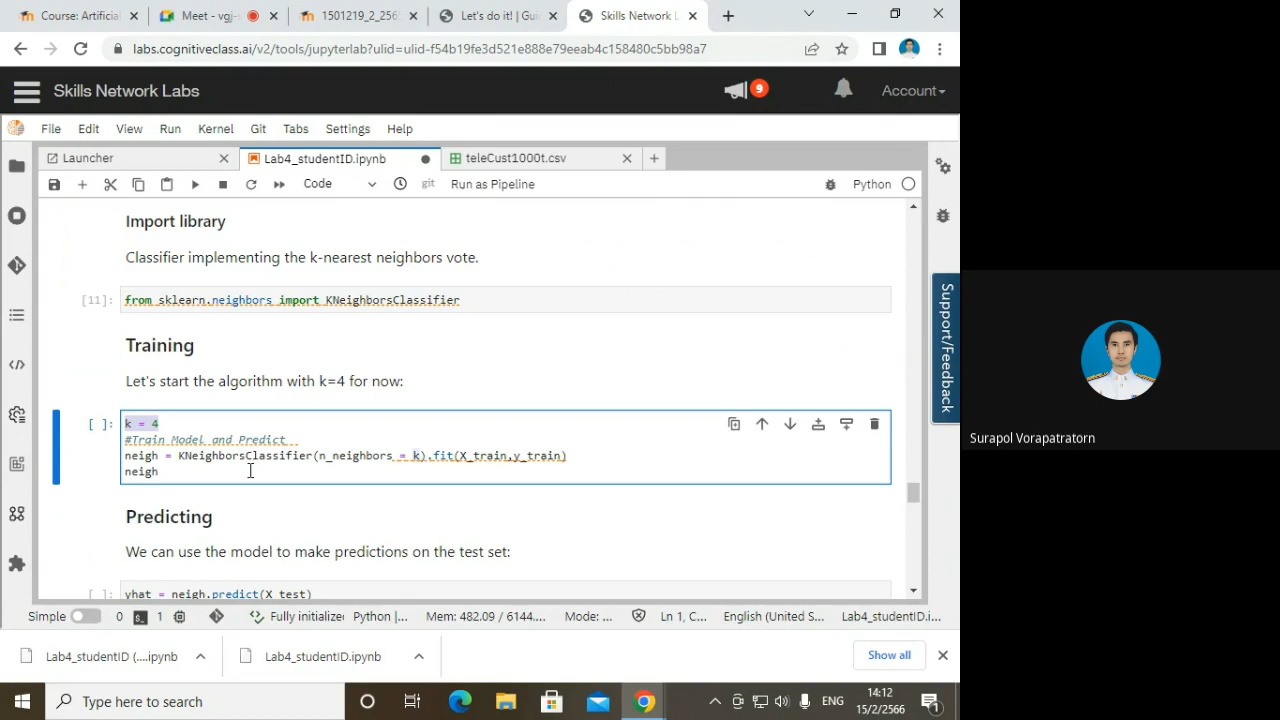 Course: Artificial
Meet - vgj-s
1501219_2_256
Let's do it! | Gui
Skills Network L
labs.cognitiveclass.ai/v2/tools/jupyterlab?ulid=ulid-f54b19fe3d521e888e79eeab4c158480c5bb98a7
Skills Network Labs
9
Account
File Edit View Run Kernel Git Tabs Settings Help
Launcher
Lab4_studentID.ipynb
teleCust1000t.csv
Code
git
Run as Pipeline
Python
Import library
Classifier implementing the k-nearest neighbors vote.
[11]: from sklearn.neighbors import KNeighborsClassifier
Training
Let's start the algorithm with k=4 for now:
[ ]: k = 4
#Train Model and Predict
neigh = KNeighborsClassifier(n_neighbors = k).fit(X_train,y_train)
neigh
Predicting
We can use the model to make predictions on the test set:
[ ]: yhat = neigh.predict(X_test)
Support/Feedback
Surapol Vorapatratorn
Simple 0 1 Fully initialized Python |... Mem: 482.09 / 6144.... Mode: ... Ln 1, C... English (United S... Lab4_studentID.i...
Lab4_studentID (....ipynb
Lab4_studentID.ipynb
Show all
Type here to search
ENG
14:12
15/2/2566
1